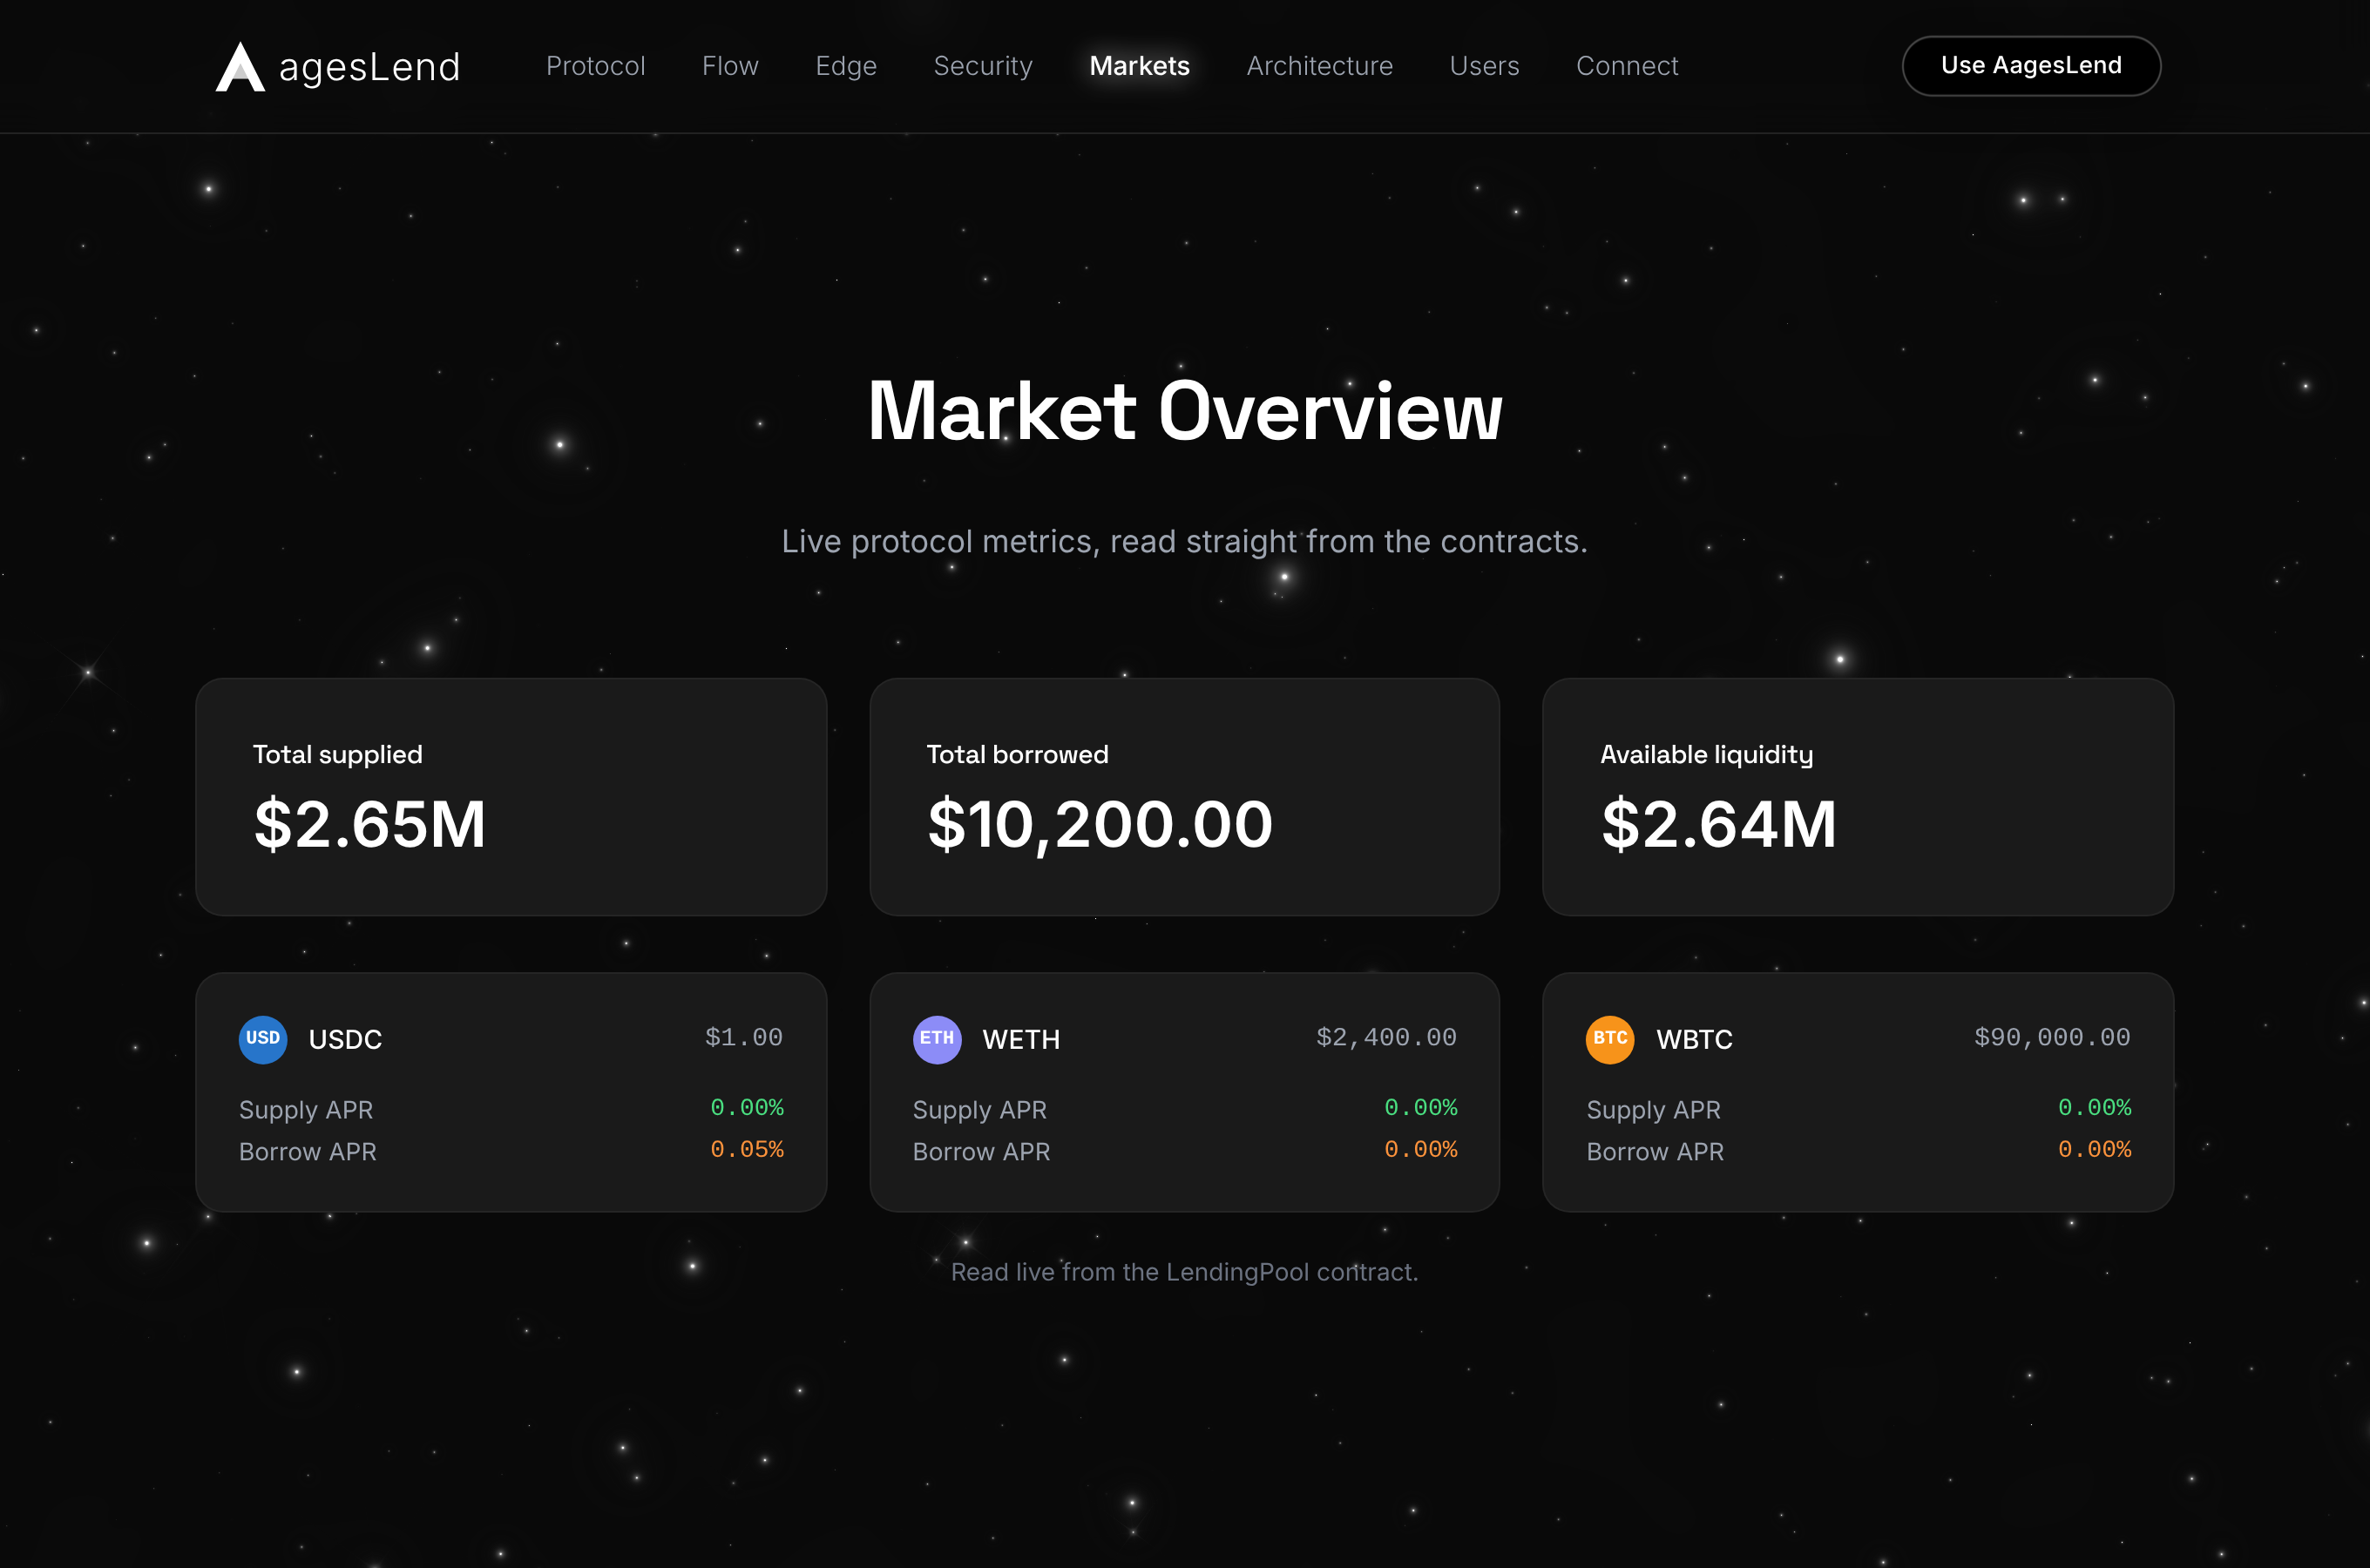 agesLend
Protocol Flow Edge Security Markets Architecture Users Connect
Use AagesLend
Market Overview
Live protocol metrics, read straight from the contracts.
Total supplied
$2.65M
Total borrowed
$10,200.00
Available liquidity
$2.64M
USD USDC $1.00
Supply APR 0.00%
Borrow APR 0.05%
ETH WETH $2,400.00
Supply APR 0.00%
Borrow APR 0.00%
BTC WBTC $90,000.00
Supply APR 0.00%
Borrow APR 0.00%
Read live from the LendingPool contract.